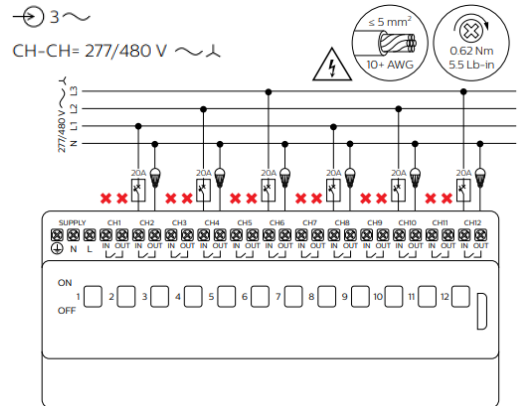 3
CH-CH= 277/480 V
≤ 5 mm²
10+ AWG
0.62 Nm
5.5 Lb-in
277/480 V
L3
L2
L1
N
20A 20A 20A 20A 20A 20A
SUPPLY CH1 CH2 CH3 CH4 CH5 CH6 CH7 CH8 CH9 CH10 CH11 CH12
N L IN OUT IN OUT IN OUT IN OUT IN OUT IN OUT IN OUT IN OUT IN OUT IN OUT IN OUT IN OUT
ON
1 2 3 4 5 6 7 8 9 10 11 12
OFF